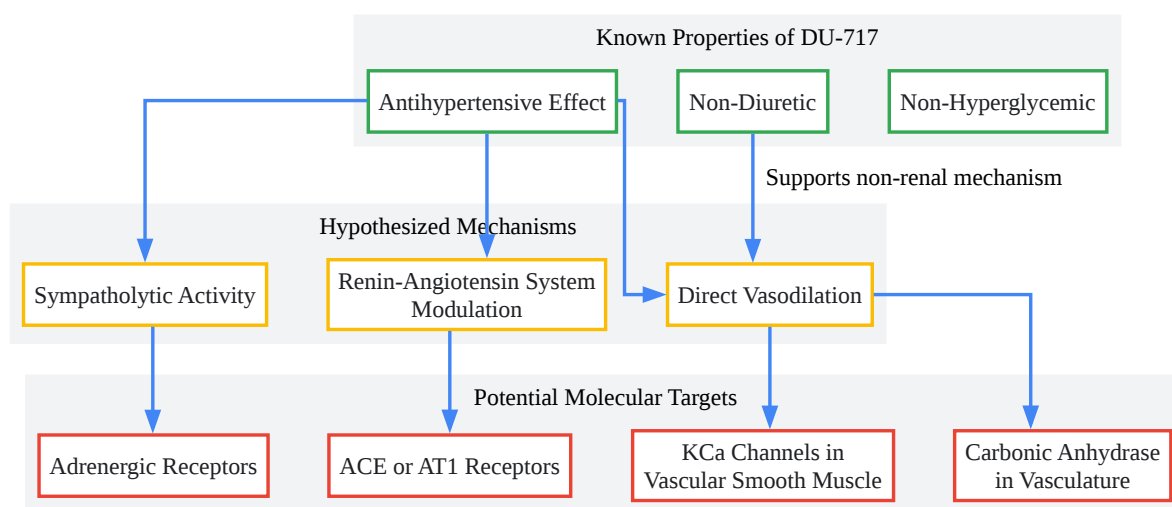 Known Properties of DU-717
Antihypertensive Effect
Non-Diuretic
Non-Hyperglycemic
Supports non-renal mechanism
Hypothesized Mechanisms
Sympatholytic Activity
Renin-Angiotensin System
Modulation
Direct Vasodilation
Potential Molecular Targets
Adrenergic Receptors
ACE or AT1 Receptors
KCa Channels in
Vascular Smooth Muscle
Carbonic Anhydrase
in Vasculature